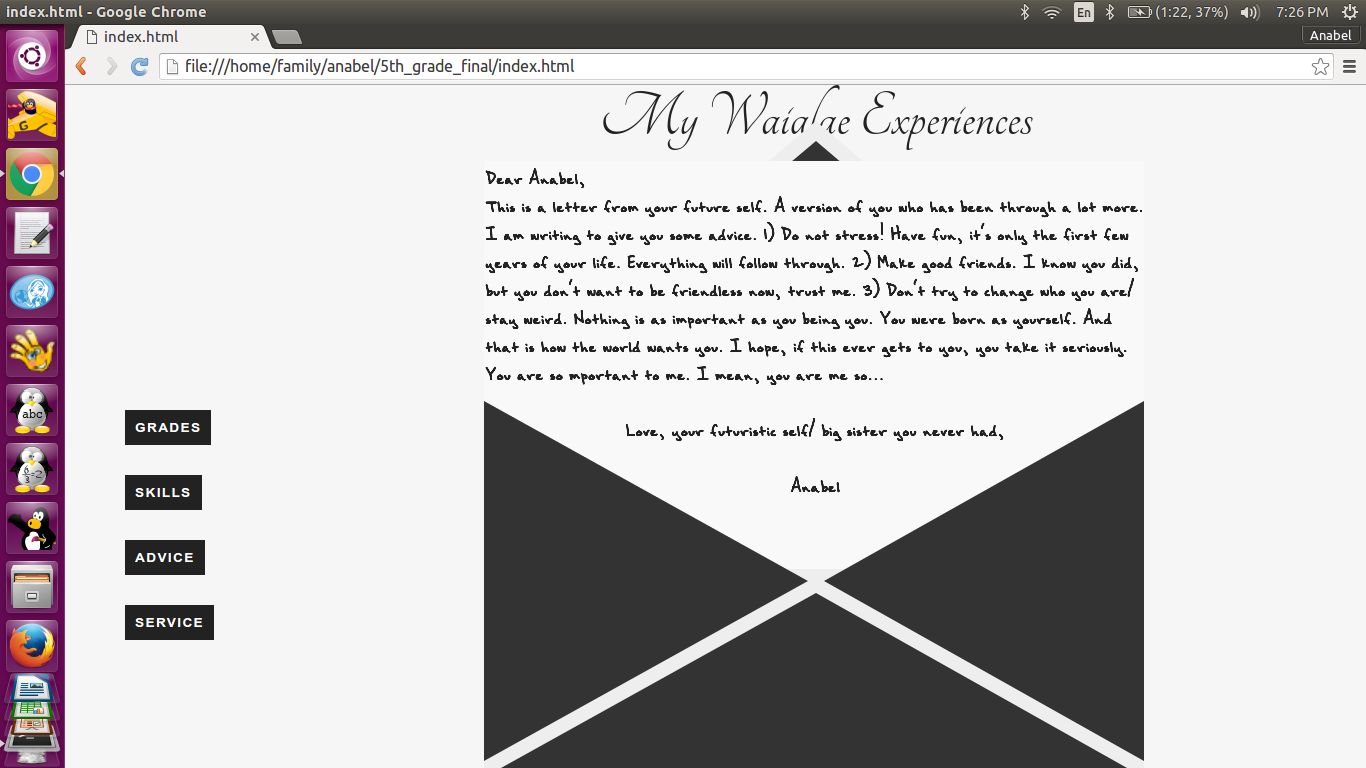 index.html - Google Chrome
En
(1:22, 37%)
7:26 PM
index.html
Anabel
file:///home/family/anabel/5th_grade_final/index.html
My Waialae Experiences
Dear Anabel,
This is a letter from your future self. A version of you who has been through a lot more.
I am writing to give you some advice. 1) Do not stress! Have fun, it's only the first few
years of your life. Everything will follow through. 2) Make good friends. I know you did,
but you don't want to be friendless now, trust me. 3) Don't try to change who you are/
stay weird. Nothing is as important as you being you. You were born as yourself. And
that is how the world wants you. I hope, if this ever gets to you, you take it seriously.
You are so mportant to me. I mean, you are me so...
Love, your futuristic self/ big sister you never had,
Anabel
GRADES
SKILLS
ADVICE
SERVICE
G
abc
6/3=2